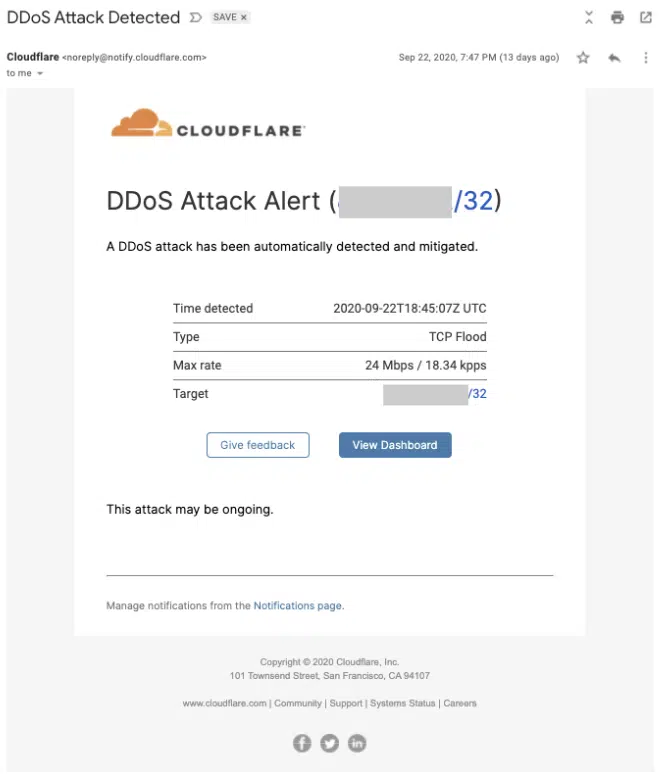 DDoS Attack Detected SAVE ×
Cloudflare <noreply@notify.cloudflare.com> Sep 22, 2020, 7:47 PM (13 days ago)
to me
CLOUDFLARE
DDoS Attack Alert ( /32)
A DDoS attack has been automatically detected and mitigated.
Time detected 2020-09-22T18:45:07Z UTC
Type TCP Flood
Max rate 24 Mbps / 18.34 kpps
Target /32
Give feedback View Dashboard
This attack may be ongoing.
Manage notifications from the Notifications page.
Copyright © 2020 Cloudflare, Inc.
101 Townsend Street, San Francisco, CA 94107
www.cloudflare.com | Community | Support | Systems Status | Careers